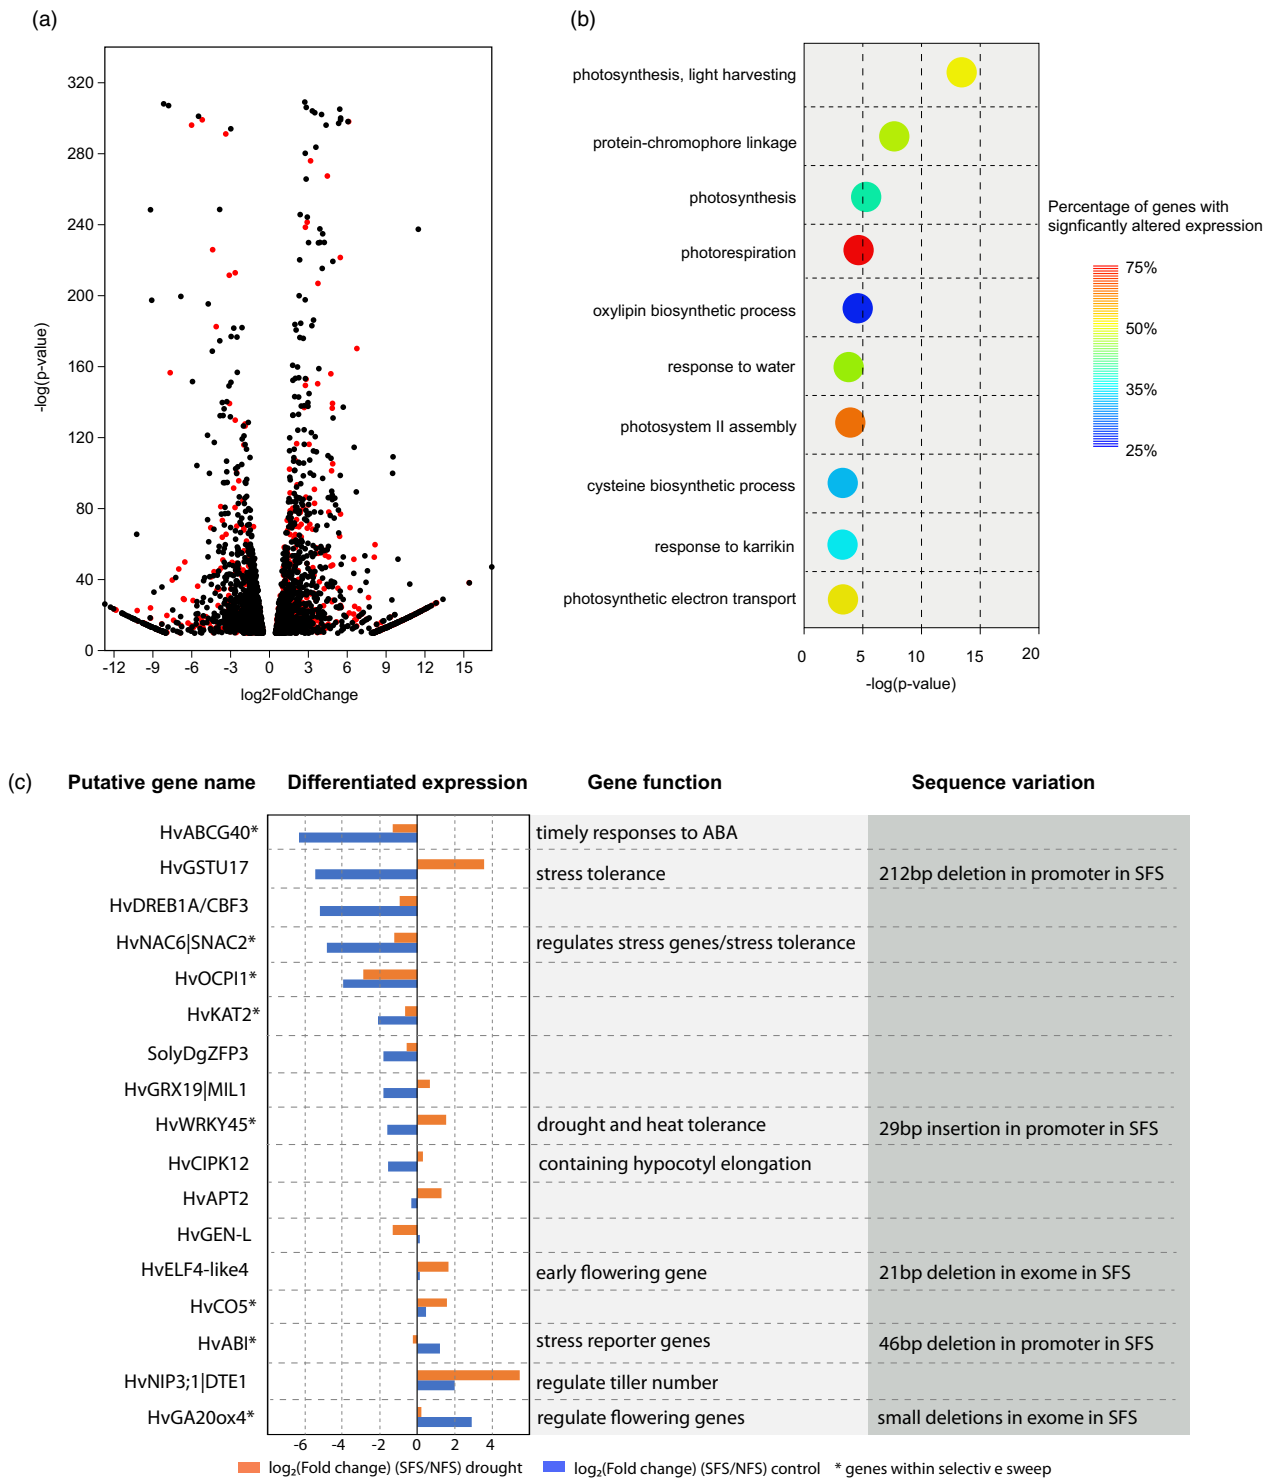 (a)
320
280
240
200
160
120
80
40
0
-log(p-value)
-12 -9 -6 -3 0 3 6 9 12 15
log2FoldChange
(b)
photosynthesis, light harvesting
protein-chromophore linkage
photosynthesis
photorespiration
oxylipin biosynthetic process
response to water
photosystem II assembly
cysteine biosynthetic process
response to karrikin
photosynthetic electron transport
0 5 10 15 20
-log(p-value)
Percentage of genes with
signficantly altered expression
75%
50%
35%
25%
(c)
Putative gene name Differentiated expression Gene function Sequence variation
HvABCG40* timely responses to ABA
HvGSTU17 stress tolerance 212bp deletion in promoter in SFS
HvDREB1A/CBF3
HvNAC6|SNAC2* regulates stress genes/stress tolerance
HvOCPI1*
HvKAT2*
SolyDgZFP3
HvGRX19|MIL1
HvWRKY45* drought and heat tolerance 29bp insertion in promoter in SFS
HvCIPK12 containing hypocotyl elongation
HvAPT2
HvGEN-L
HvELF4-like4 early flowering gene 21bp deletion in exome in SFS
HvCO5*
HvABI* stress reporter genes 46bp deletion in promoter in SFS
HvNIP3;1|DTE1 regulate tiller number
HvGA20ox4* regulate flowering genes small deletions in exome in SFS
-6 -4 -2 0 2 4
log₂(Fold change) (SFS/NFS) drought log₂(Fold change) (SFS/NFS) control * genes within selectiv e sweep